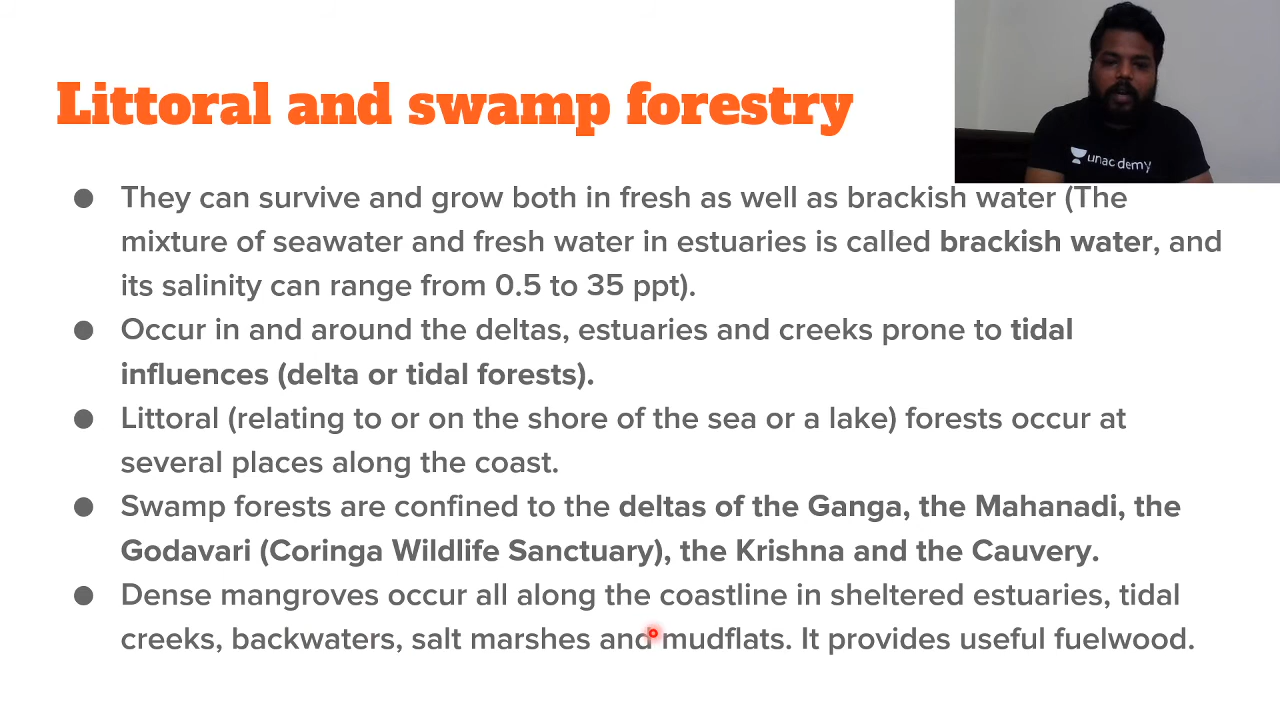 Littoral and swamp forestry
unacademy
They can survive and grow both in fresh as well as brackish water (The
mixture of seawater and fresh water in estuaries is called brackish water, and
its salinity can range from 0.5 to 35 ppt).
Occur in and around the deltas, estuaries and creeks prone to tidal
influences (delta or tidal forests).
Littoral (relating to or on the shore of the sea or a lake) forests occur at
several places along the coast.
Swamp forests are confined to the deltas of the Ganga, the Mahanadi, the
Godavari (Coringa Wildlife Sanctuary), the Krishna and the Cauvery.
Dense mangroves occur all along the coastline in sheltered estuaries, tidal
creeks, backwaters, salt marshes and mudflats. It provides useful fuelwood.